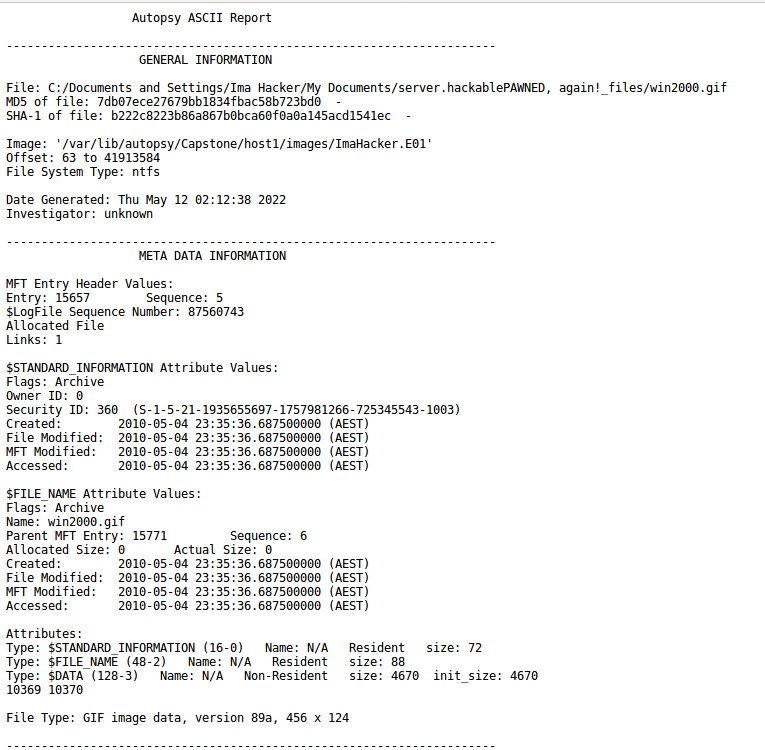 Autopsy ASCII Report
----------------------------------------------------------------------
GENERAL INFORMATION
File: C:/Documents and Settings/Ima Hacker/My Documents/server.hackablePAWNED, again!_files/win2000.gif
MD5 of file: 7db07ece27679bb1834fbac58b723bd0  -
SHA-1 of file: b222c8223b86a867b0bca60f0a0a145acd1541ec  -
Image: '/var/lib/autopsy/Capstone/host1/images/ImaHacker.E01'
Offset: 63 to 41913584
File System Type: ntfs
Date Generated: Thu May 12 02:12:38 2022
Investigator: unknown
----------------------------------------------------------------------
META DATA INFORMATION
MFT Entry Header Values:
Entry: 15657        Sequence: 5
$LogFile Sequence Number: 87560743
Allocated File
Links: 1
$STANDARD_INFORMATION Attribute Values:
Flags: Archive
Owner ID: 0
Security ID: 360  (S-1-5-21-1935655697-1757981266-725345543-1003)
Created:        2010-05-04 23:35:36.687500000 (AEST)
File Modified:  2010-05-04 23:35:36.687500000 (AEST)
MFT Modified:   2010-05-04 23:35:36.687500000 (AEST)
Accessed:       2010-05-04 23:35:36.687500000 (AEST)
$FILE_NAME Attribute Values:
Flags: Archive
Name: win2000.gif
Parent MFT Entry: 15771         Sequence: 6
Allocated Size: 0       Actual Size: 0
Created:        2010-05-04 23:35:36.687500000 (AEST)
File Modified:  2010-05-04 23:35:36.687500000 (AEST)
MFT Modified:   2010-05-04 23:35:36.687500000 (AEST)
Accessed:       2010-05-04 23:35:36.687500000 (AEST)
Attributes:
Type: $STANDARD_INFORMATION (16-0)   Name: N/A   Resident   size: 72
Type: $FILE_NAME (48-2)   Name: N/A   Resident   size: 88
Type: $DATA (128-3)   Name: N/A   Non-Resident   size: 4670  init_size: 4670
10369 10370
File Type: GIF image data, version 89a, 456 x 124
----------------------------------------------------------------------